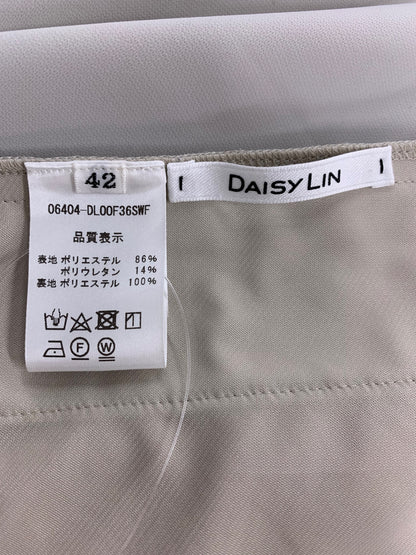 42
DAISY LIN
06404-DL00F36SWF
品質表示
表地 ポリエステル 86%
ポリウレタン 14%
裏地 ポリエステル 100%
F W